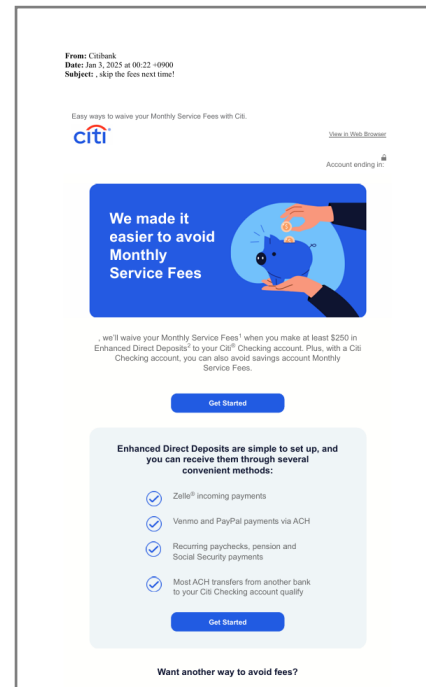 From: Citibank
Date: Jan 3, 2025 at 00:22 +0900
Subject: , skip the fees next time!
Easy ways to waive your Monthly Service Fees with Citi.
citi®
View In Web Browser
Account ending in:
We made it
easier to avoid
Monthly
Service Fees
, we'll waive your Monthly Service Fees¹ when you make at least $250 in
Enhanced Direct Deposits² to your Citi® Checking account. Plus, with a Citi
Checking account, you can also avoid savings account Monthly
Service Fees.
Get Started
Enhanced Direct Deposits are simple to set up, and
you can receive them through several
convenient methods:
Zelle® incoming payments
Venmo and PayPal payments via ACH
Recurring paychecks, pension and
Social Security payments
Most ACH transfers from another bank
to your Citi Checking account qualify
Get Started
Want another way to avoid fees?